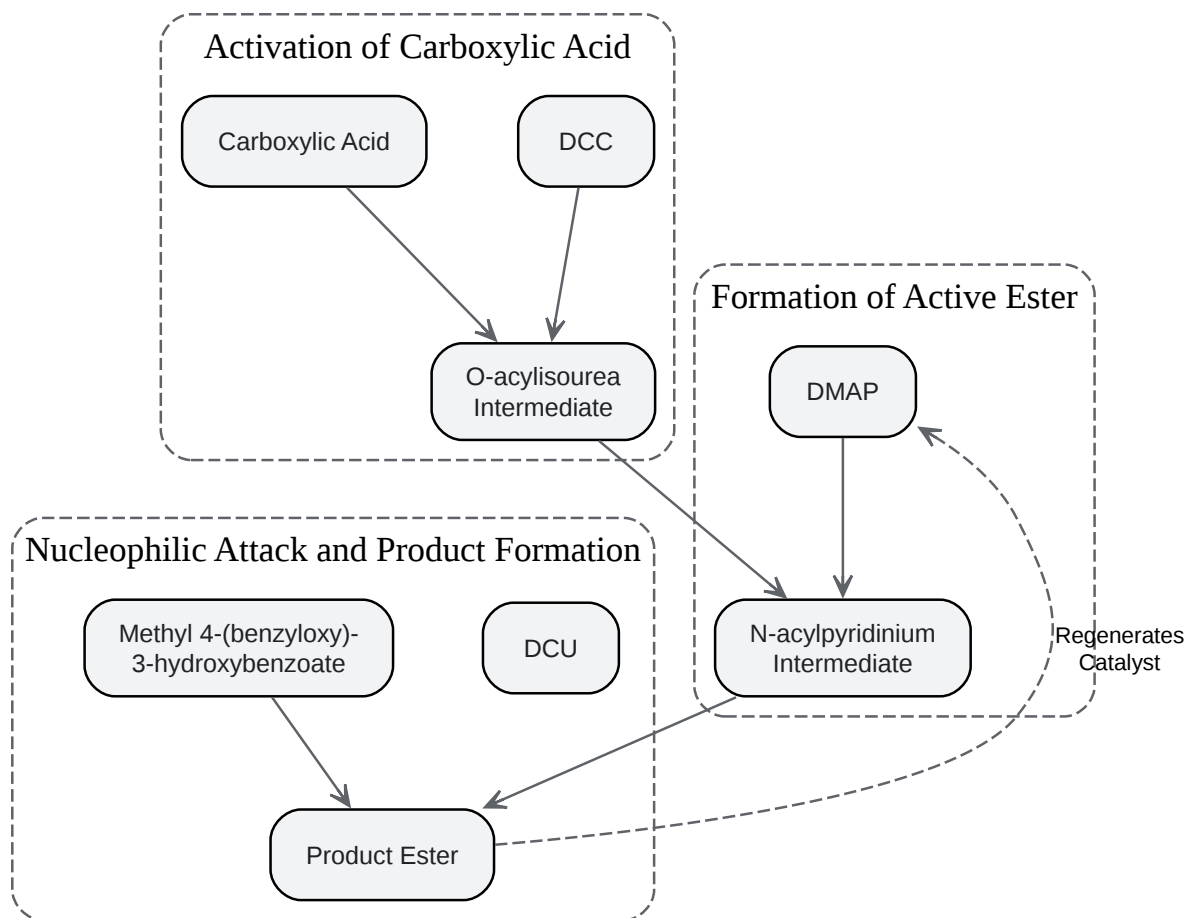 Activation of Carboxylic Acid
Carboxylic Acid
DCC
O-acylisourea
Intermediate
Formation of Active Ester
DMAP
N-acylpyridinium
Intermediate
Regenerates
Catalyst
Nucleophilic Attack and Product Formation
Methyl 4-(benzyloxy)-
3-hydroxybenzoate
DCU
Product Ester